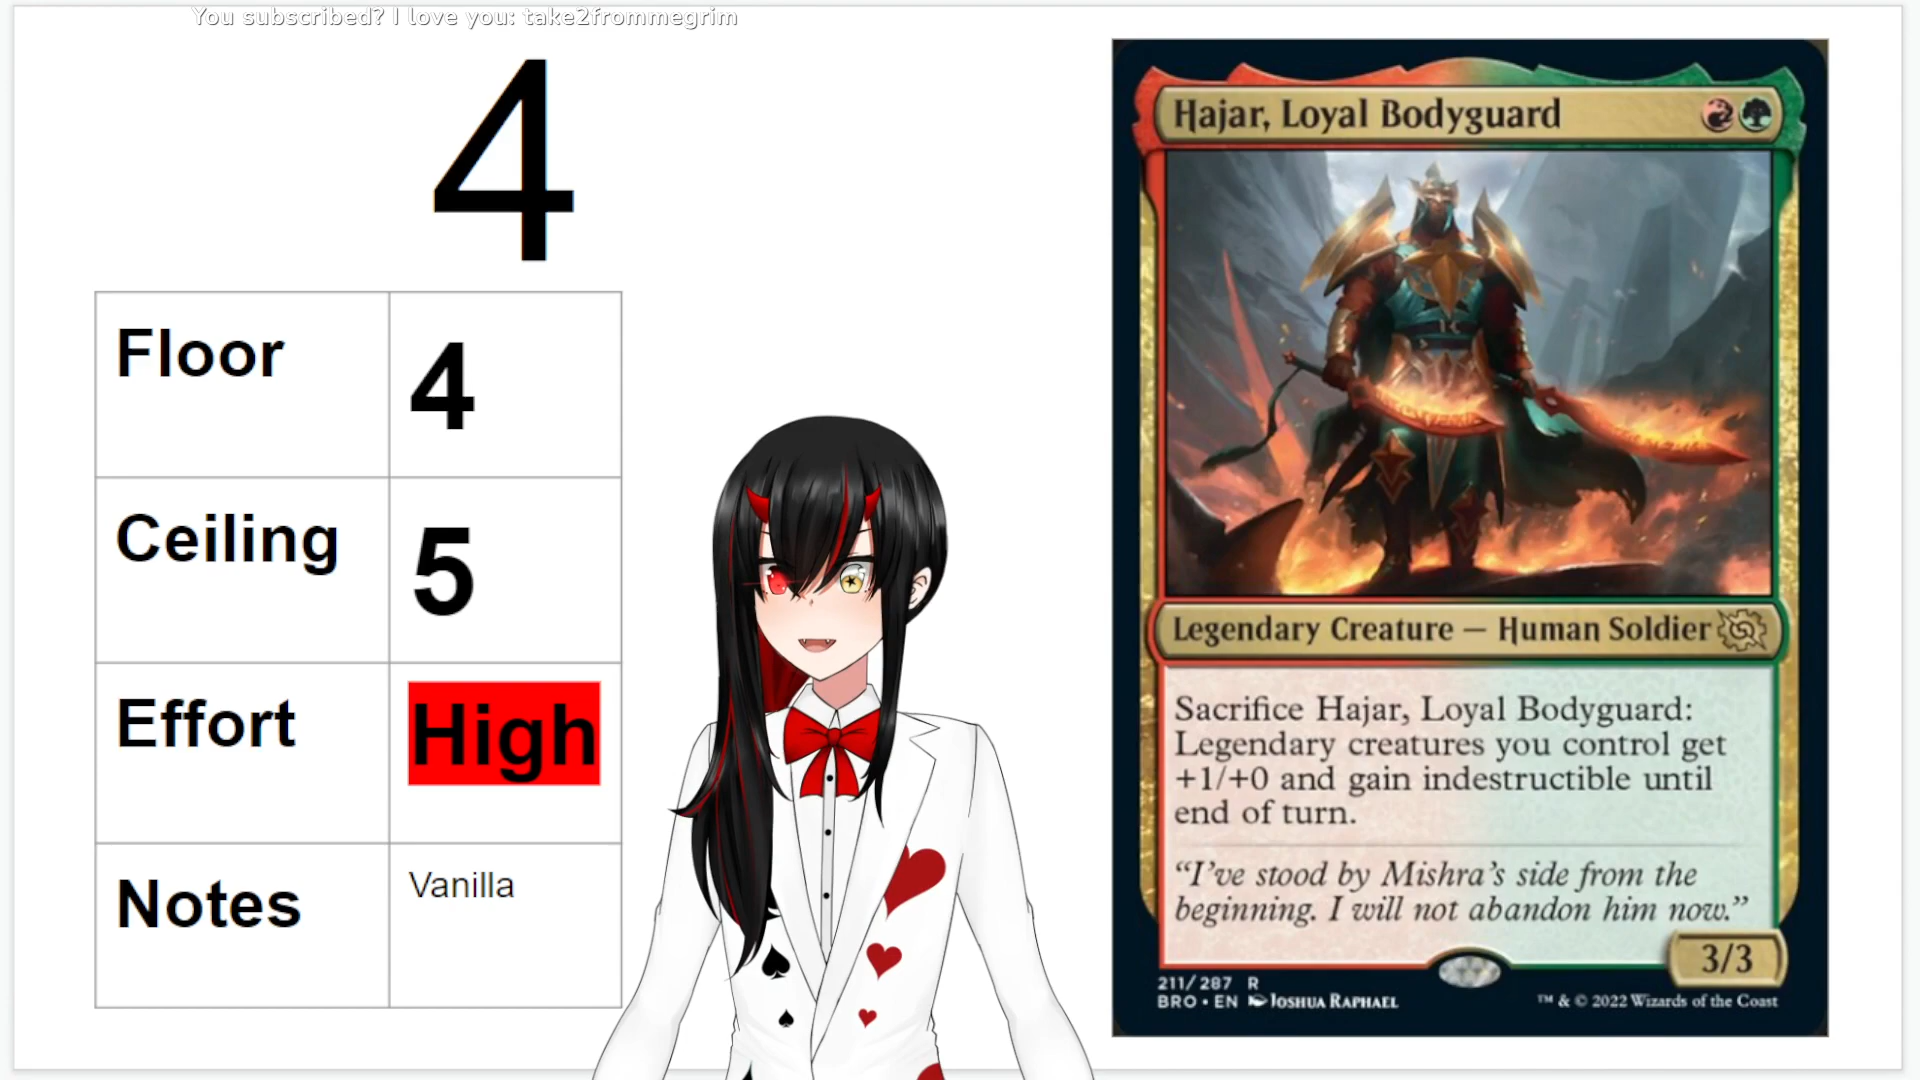 You subscribed? I love you: take2frommegrim
4
Floor
4
Ceiling
5
Effort
High
Notes
Vanilla
Hajar, Loyal Bodyguard
Legendary Creature — Human Soldier
Sacrifice Hajar, Loyal Bodyguard:
Legendary creatures you control get
+1/+0 and gain indestructible until
end of turn.
“I’ve stood by Mishra’s side from the
beginning. I will not abandon him now.”
3/3
211/287 R
BRO • EN Joshua Raphael
™ & © 2022 Wizards of the Coast